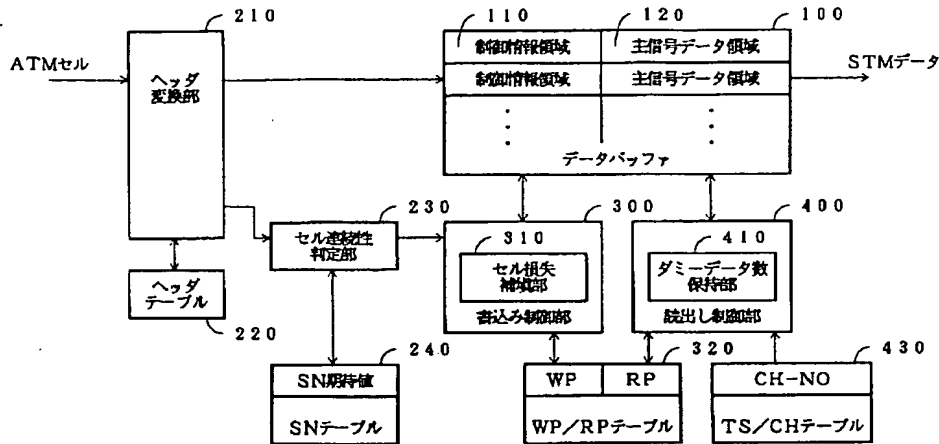 210
110
120
100
ATMセル
ヘッダ
変換部
制御情報領域
主信号データ領域
STMデータ
制御情報領域
主信号データ領域
データバッファ
230
300
400
セル連続性
判定部
310
セル損失
補填部
410
ダミーデータ数
保持部
ヘッダ
テーブル
書込み制御部
読出し制御部
220
240
320
430
SN期待値
WP
RP
CH-NO
SNテーブル
WP/RPテーブル
TS/CHテーブル